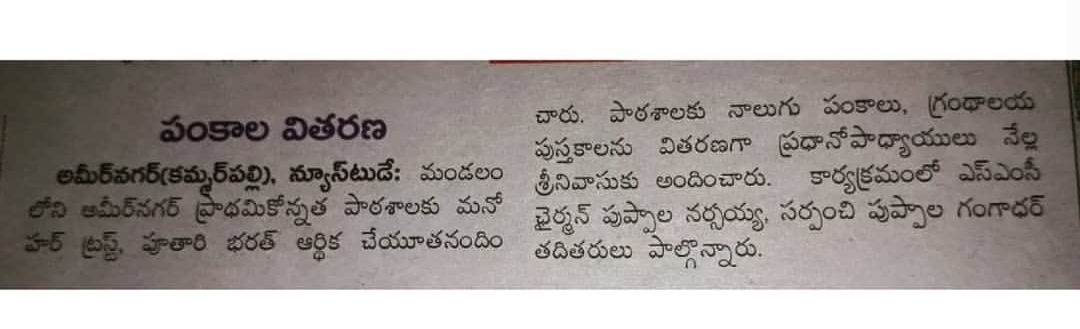 పంకాల వితరణ
అమీర్‌నగర్(కమ్మర్‌పల్లి), న్యూస్‌టుడే: మండలం
లోని అమీర్‌నగర్ ప్రాథమికోన్నత పాఠశాలకు మనో
హర్ ట్రస్ట్, పూతారి భరత్ ఆర్థిక చేయూతనందిం
చారు. పాఠశాలకు నాలుగు పంకాలు, గ్రంథాలయ
పుస్తకాలను వితరణగా ప్రధానోపాధ్యాయులు నేల్ల
శ్రీనివాసుకు అందించారు. కార్యక్రమంలో ఎస్ఎంసీ
ఛైర్మన్ పుప్పాల నర్సయ్య, సర్పంచి పుప్పాల గంగాధర్
తదితరులు పాల్గొన్నారు.